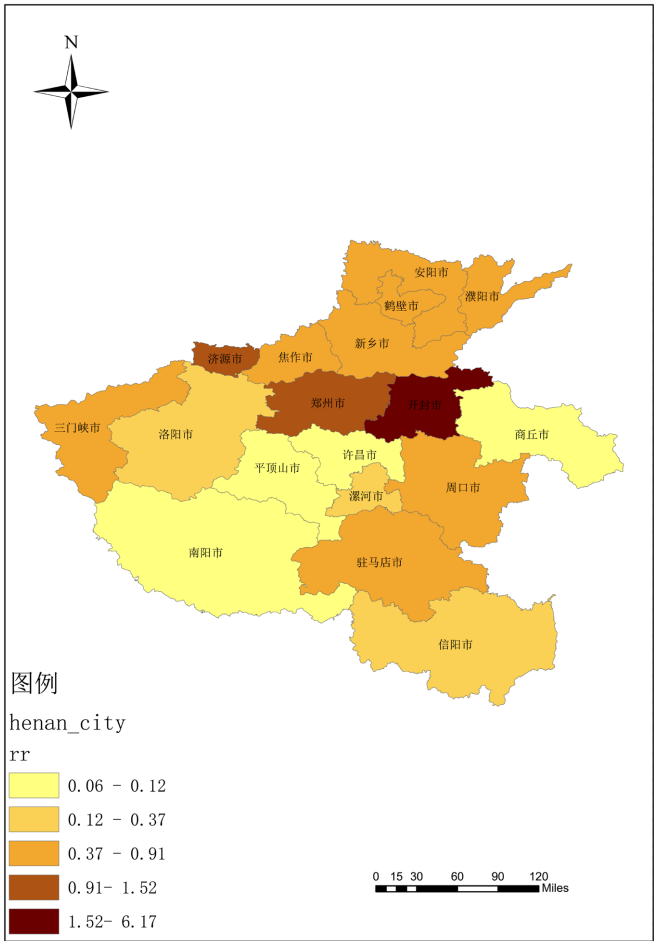 N
安阳市
濮阳市
鹤壁市
新乡市
济源市
焦作市
郑州市
开封市
三门峡市
洛阳市
商丘市
许昌市
平顶山市
漯河市
周口市
南阳市
驻马店市
信阳市
图例
henan_city
rr
0.06 - 0.12
0.12 - 0.37
0.37 - 0.91
0.91- 1.52
1.52- 6.17
0 15 30 60 90 120
Miles